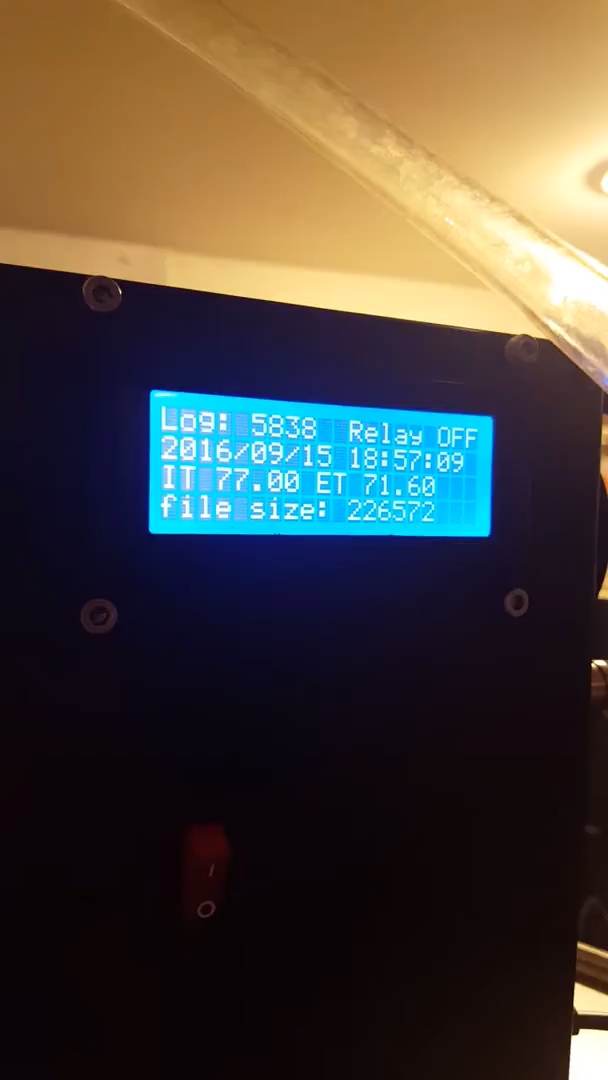 Log: 5838 Relay OFF
2016/09/15 18:57:09
IT 77.00 ET 71.60
file size: 226572
I
O